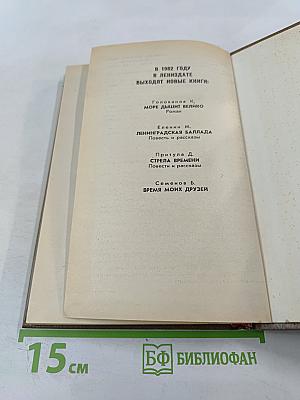 В 1982 ГОДУ
В ЛЕНИЗДАТЕ
ВЫХОДЯТ НОВЫЕ КНИГИ:
Голованов К.
МОРЕ ДЫШИТ ВЕЛИКО
Роман
Еленин М.
ЛЕНИНГРАДСКАЯ БАЛЛАДА
Повесть и рассказы
Притула Д.
СТРЕЛА ВРЕМЕНИ
Повести и рассказы
Семенов Б.
ВРЕМЯ МОИХ ДРУЗЕЙ
15 см
БФ БИБЛИОФАН